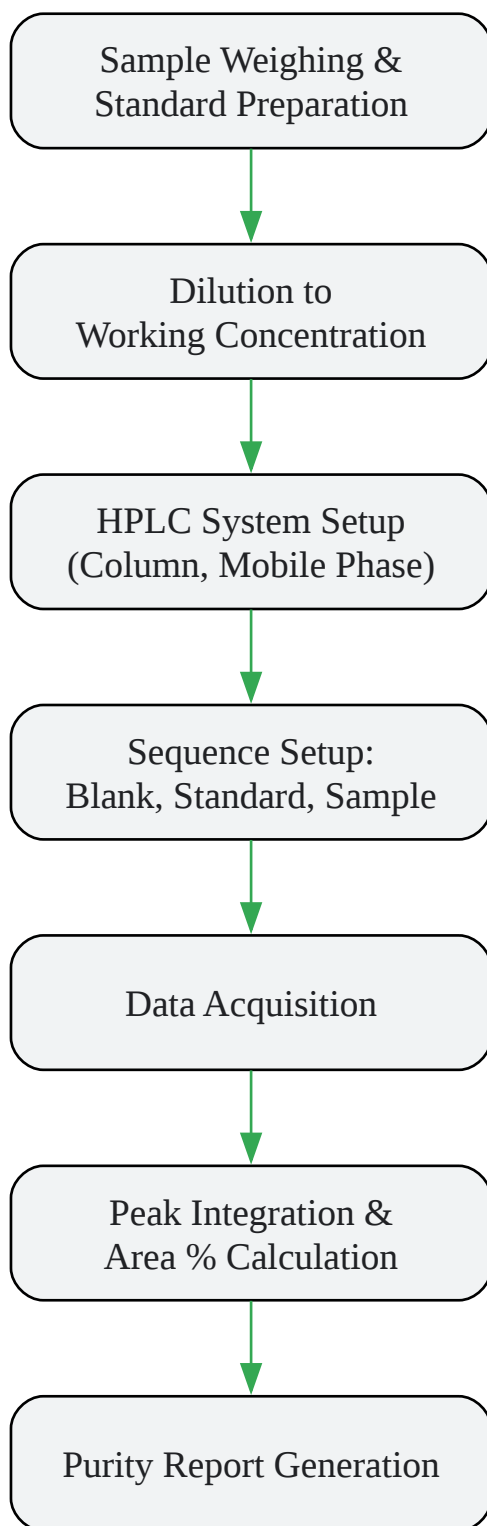 Sample Weighing &
Standard Preparation
Dilution to
Working Concentration
HPLC System Setup
(Column, Mobile Phase)
Sequence Setup:
Blank, Standard, Sample
Data Acquisition
Peak Integration &
Area % Calculation
Purity Report Generation